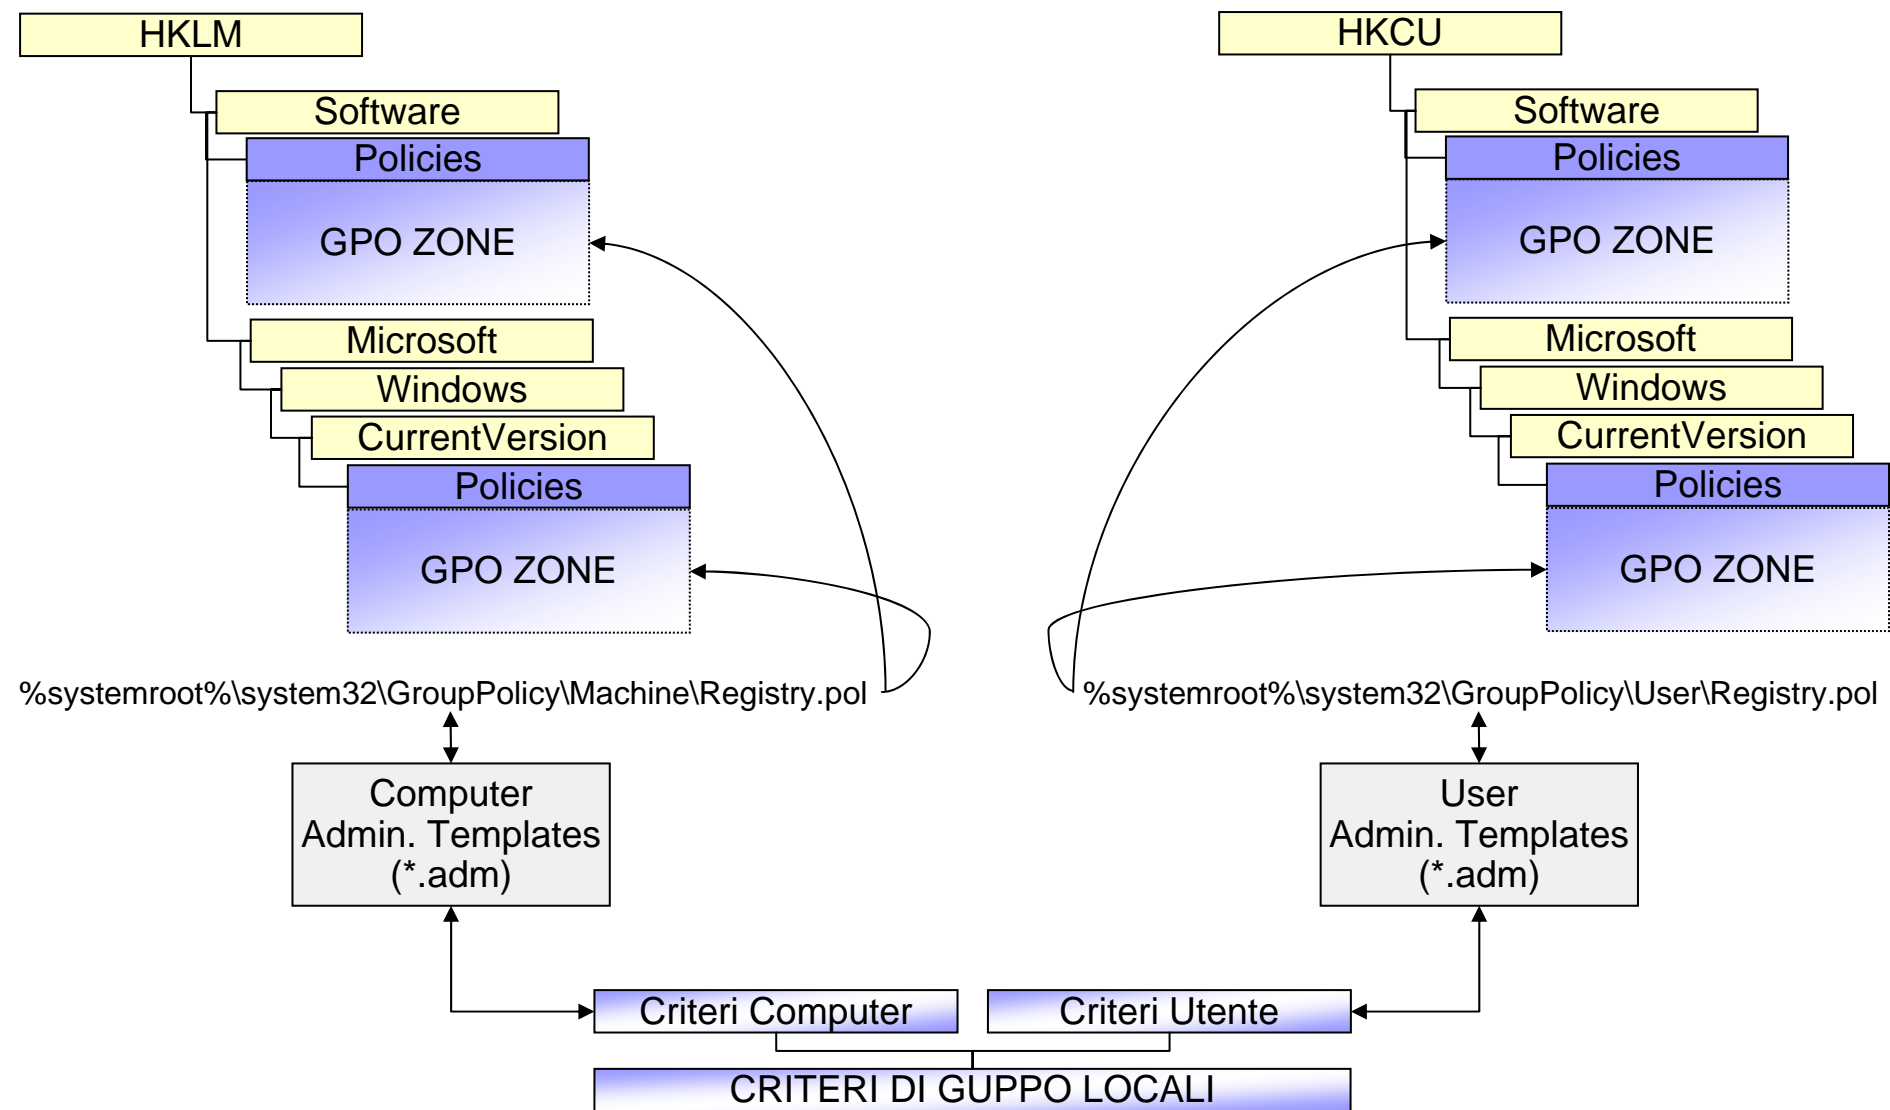 HKLM
Software
Policies
GPO ZONE
Microsoft
Windows
CurrentVersion
Policies
GPO ZONE
%systemroot%\system32\GroupPolicy\Machine\Registry.pol
Computer
Admin. Templates
(*.adm)
HKCU
Software
Policies
GPO ZONE
Microsoft
Windows
CurrentVersion
Policies
GPO ZONE
%systemroot%\system32\GroupPolicy\User\Registry.pol
User
Admin. Templates
(*.adm)
Criteri Computer
Criteri Utente
CRITERI DI GUPPO LOCALI